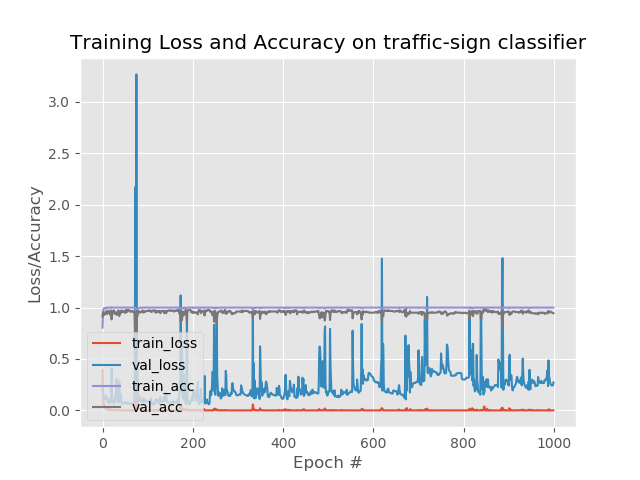 Training Loss and Accuracy on traffic-sign classifier
3.0
2.5
2.0
1.5
1.0
0.5
0.0
Loss/Accuracy
train_loss
val_loss
train_acc
val_acc
0 200 400 600 800 1000
Epoch #